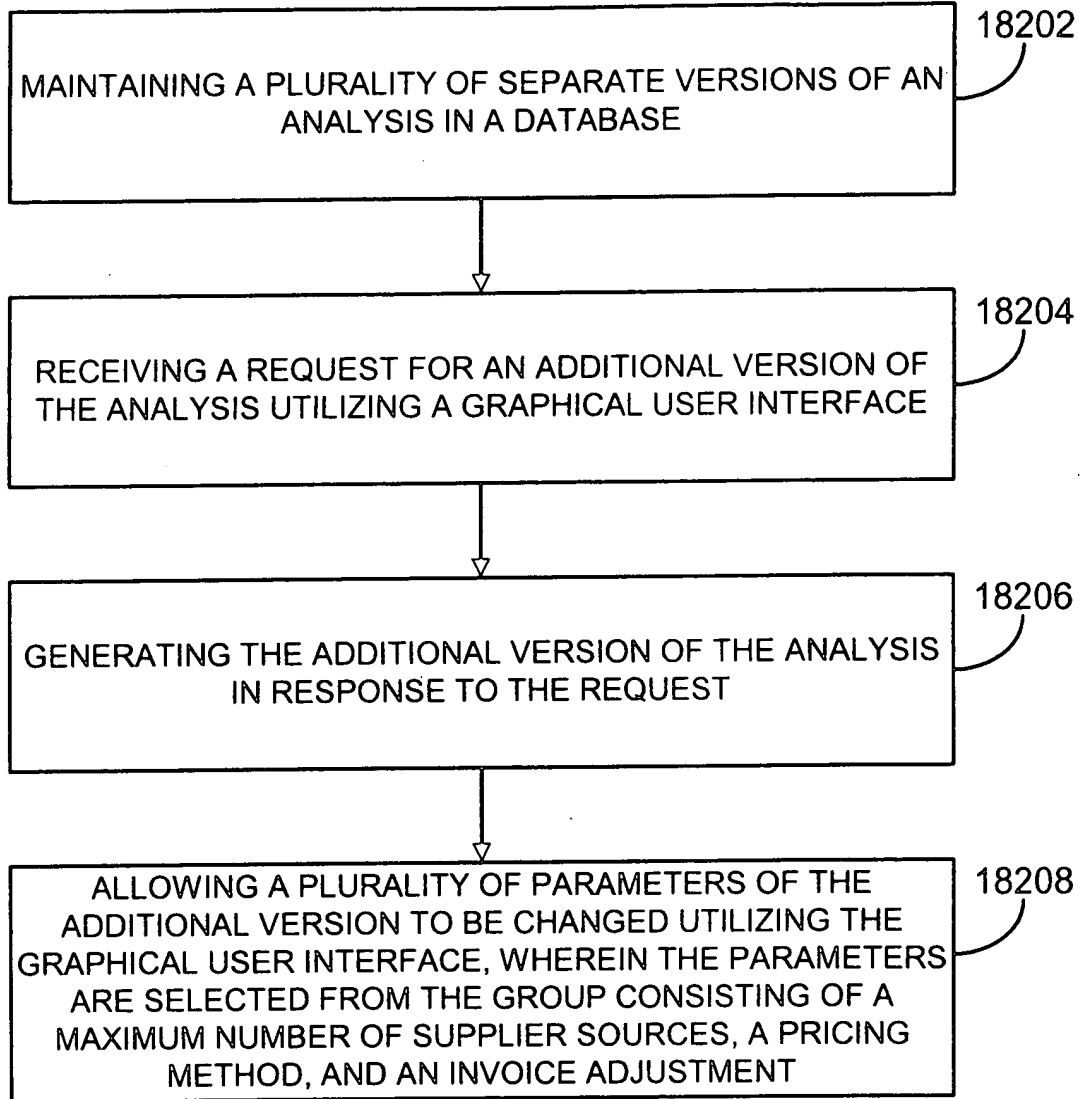 18202
MAINTAINING A PLURALITY OF SEPARATE VERSIONS OF AN
ANALYSIS IN A DATABASE
18204
RECEIVING A REQUEST FOR AN ADDITIONAL VERSION OF
THE ANALYSIS UTILIZING A GRAPHICAL USER INTERFACE
18206
GENERATING THE ADDITIONAL VERSION OF THE ANALYSIS
IN RESPONSE TO THE REQUEST
18208
ALLOWING A PLURALITY OF PARAMETERS OF THE
ADDITIONAL VERSION TO BE CHANGED UTILIZING THE
GRAPHICAL USER INTERFACE, WHEREIN THE PARAMETERS
ARE SELECTED FROM THE GROUP CONSISTING OF A
MAXIMUM NUMBER OF SUPPLIER SOURCES, A PRICING
METHOD, AND AN INVOICE ADJUSTMENT